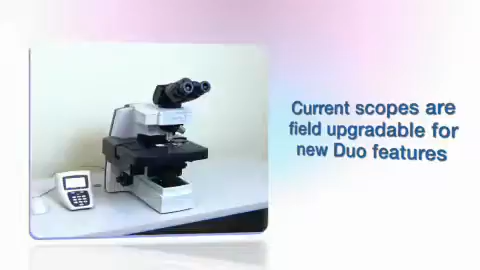 Current scopes are
field upgradable for
new Duo features